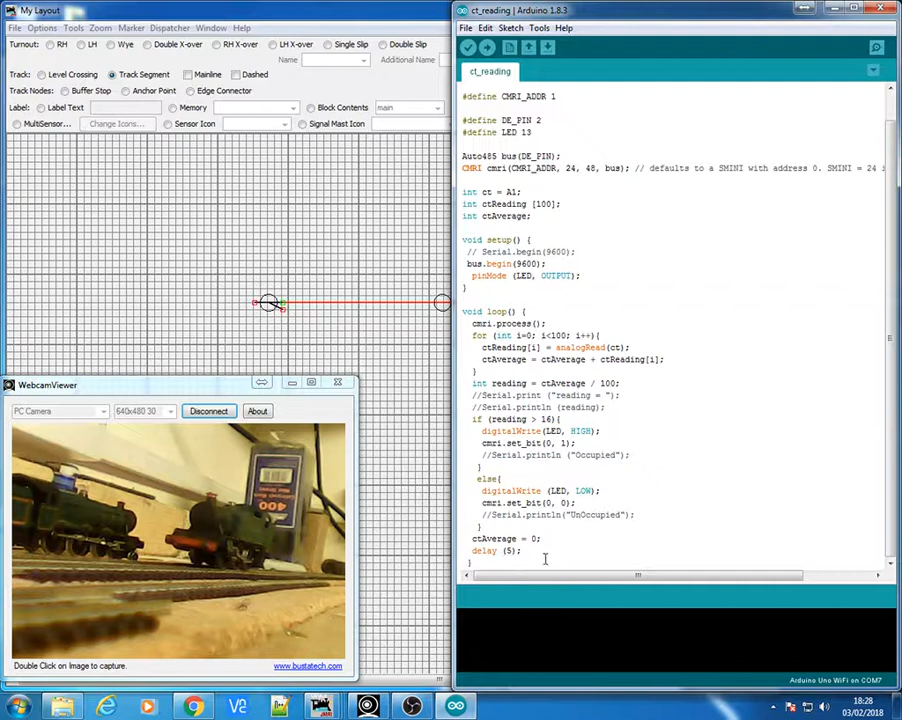 My Layout
File Options Tools Zoom Marker Dispatcher Window Help
Turnout: RH LH Wye Double X-over RH X-over LH X-over Single Slip Double Slip
Name Additional Name
Track: Level Crossing Track Segment Mainline Dashed
Track Nodes: Buffer Stop Anchor Point Edge Connector
Label: Label Text Memory Block Contents main
MultiSensor... Change Icons... Sensor Icon Signal Mast Icon
WebcamViewer
PC Camera 640x480 30 Disconnect About
400
Double Click on Image to capture. www.bustatech.com
ct_reading | Arduino 1.8.3
File Edit Sketch Tools Help
ct_reading
#define CMRI_ADDR 1
#define DE_PIN 2
#define LED 13
Auto485 bus(DE_PIN);
CMRI cmri(CMRI_ADDR, 24, 48, bus); // defaults to a SMINI with address 0. SMINI = 24 i
int ct = A1;
int ctReading [100];
int ctAverage;
void setup() {
// Serial.begin(9600);
bus.begin(9600);
pinMode (LED, OUTPUT);
}
void loop() {
cmri.process();
for (int i=0; i<100; i++){
ctReading[i] = analogRead(ct);
ctAverage = ctAverage + ctReading[i];
}
int reading = ctAverage / 100;
//Serial.print ("reading = ");
//Serial.println (reading);
if (reading > 16){
digitalWrite(LED, HIGH);
cmri.set_bit(0, 1);
//Serial.println ("Occupied");
}
else{
digitalWrite (LED, LOW);
cmri.set_bit(0, 0);
//Serial.println("UnOccupied");
}
ctAverage = 0;
delay (5);
}
Arduino Uno WiFi on COM7
18:28
03/02/2018